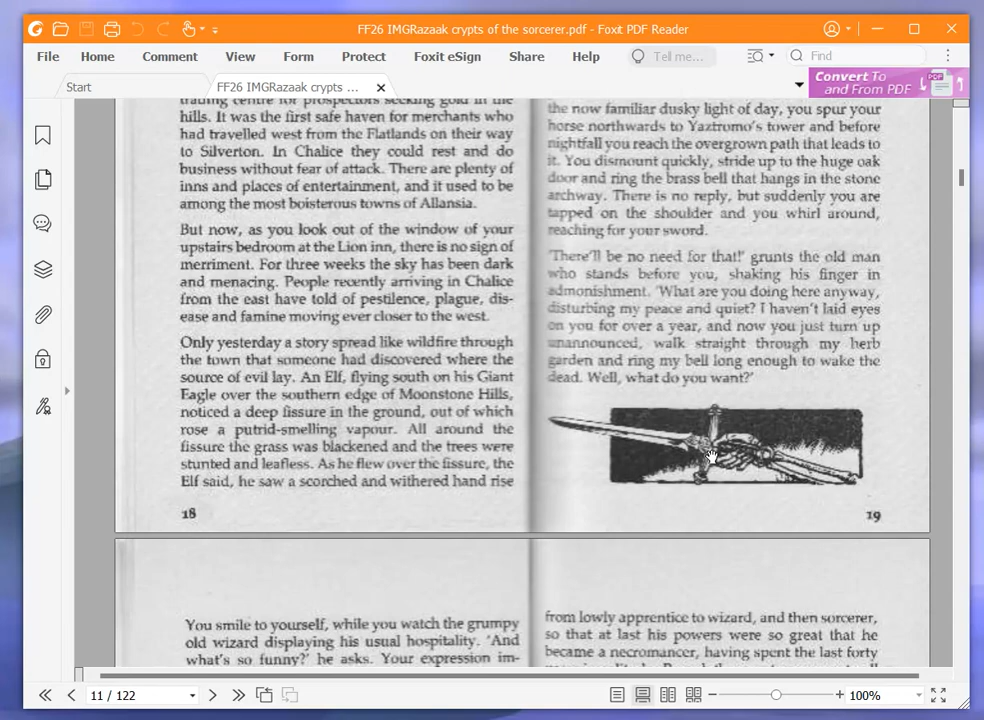 FF26 IMGRazaak crypts of the sorcerer.pdf - Foxit PDF Reader
File Home Comment View Form Protect Foxit eSign Share Help Tell me... Find
Start FF26 IMGRazaak crypts ... Convert To
and From PDF PDF
trading centre for prospectors seeking gold in the
hills. It was the first safe haven for merchants who
had travelled west from the Flatlands on their way
to Silverton. In Chalice they could rest and do
business without fear of attack. There are plenty of
inns and places of entertainment, and it used to be
among the most boisterous towns of Allansia.
But now, as you look out of the window of your
upstairs bedroom at the Lion inn, there is no sign of
merriment. For three weeks the sky has been dark
and menacing. People recently arriving in Chalice
from the east have told of pestilence, plague, dis-
ease and famine moving ever closer to the west.
Only yesterday a story spread like wildfire through
the town that someone had discovered where the
source of evil lay. An Elf, flying south on his Giant
Eagle over the southern edge of Moonstone Hills,
noticed a deep fissure in the ground, out of which
rose a putrid-smelling vapour. All around the
fissure the grass was blackened and the trees were
stunted and leafless. As he flew over the fissure, the
Elf said, he saw a scorched and withered hand rise
18
the now familiar dusky light of day, you spur your
horse northwards to Yaztromo's tower and before
nightfall you reach the overgrown path that leads to
it. You dismount quickly, stride up to the huge oak
door and ring the brass bell that hangs in the stone
archway. There is no reply, but suddenly you are
tapped on the shoulder and you whirl around,
reaching for your sword.
'There'll be no need for that!' grunts the old man
who stands before you, shaking his finger in
admonishment. 'What are you doing here anyway,
disturbing my peace and quiet? I haven't laid eyes
on you for over a year, and now you just turn up
unannounced, walk straight through my herb
garden and ring my bell long enough to wake the
dead. Well, what do you want?'
19
You smile to yourself, while you watch the grumpy
old wizard displaying his usual hospitality. 'And
what's so funny?' he asks. Your expression im-
from lowly apprentice to wizard, and then sorcerer,
so that at last his powers were so great that he
became a necromancer, having spent the last forty
11 / 122 100%